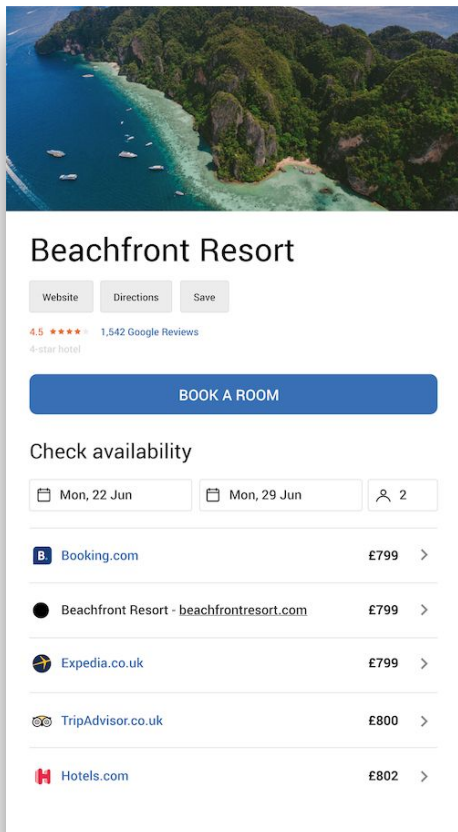 Beachfront Resort
Website Directions Save
4.5 1,542 Google Reviews
4-star hotel
BOOK A ROOM
Check availability
Mon, 22 Jun Mon, 29 Jun 2
B. Booking.com £799
Beachfront Resort - beachfrontresort.com £799
Expedia.co.uk £799
TripAdvisor.co.uk £800
H Hotels.com £802